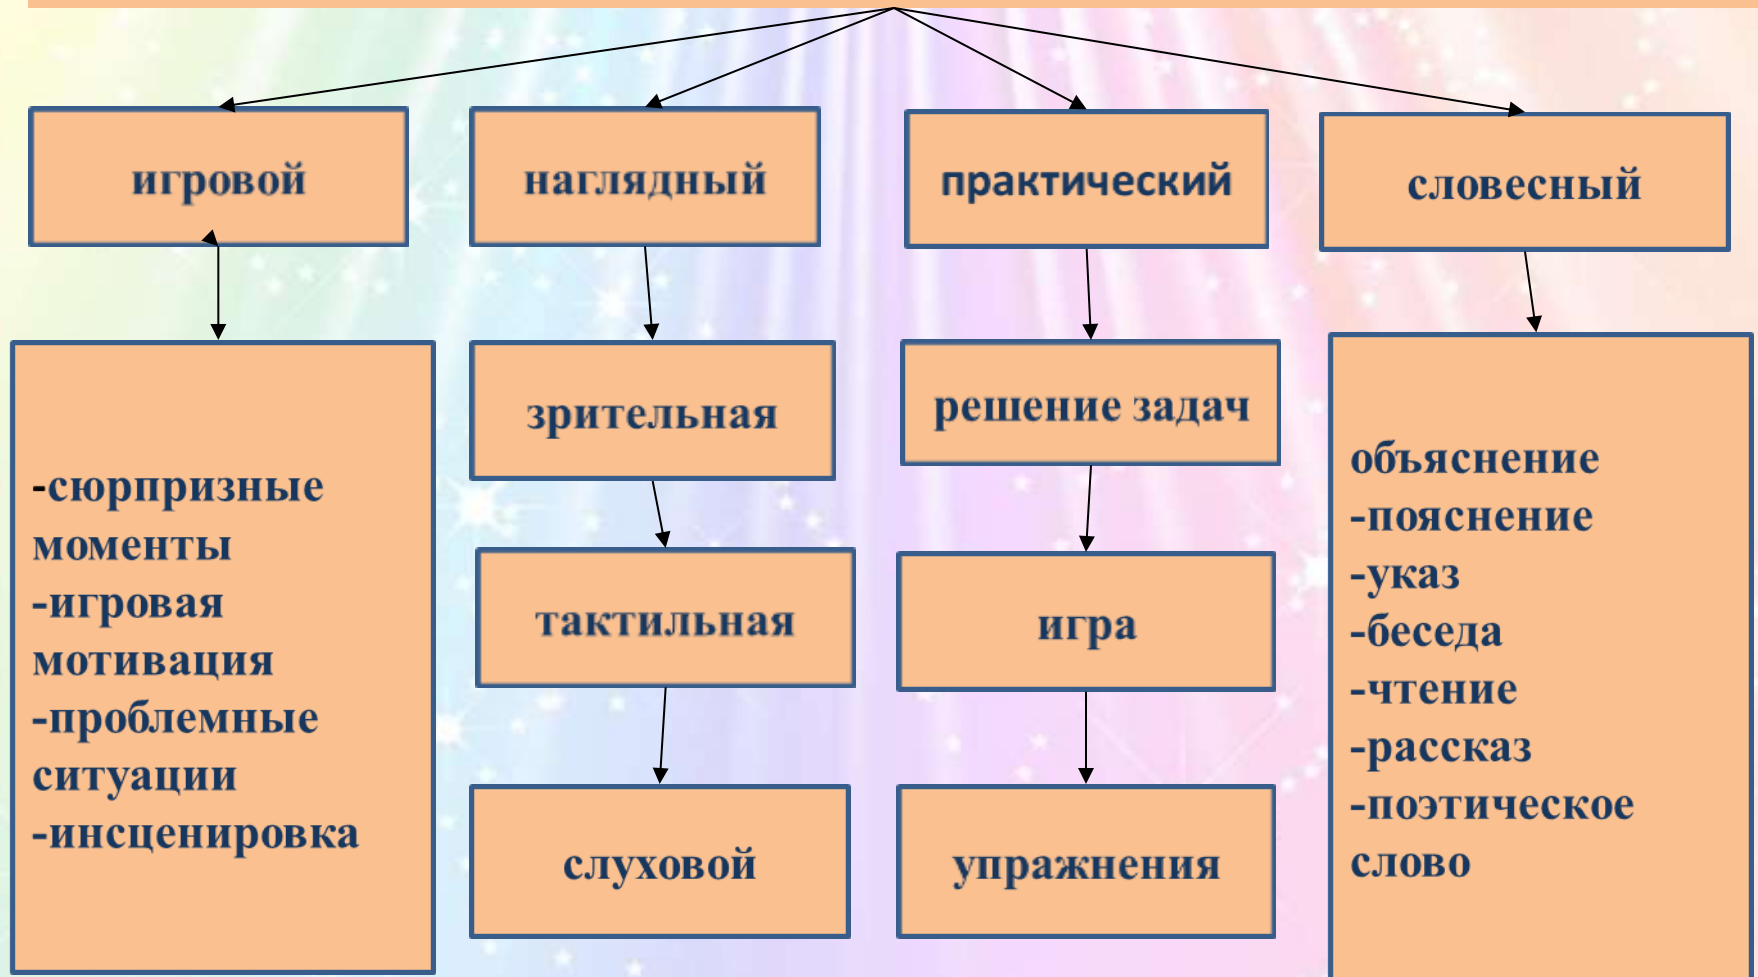 игровой
наглядный
практический
словесный
-сюрпризные
моменты
-игровая
мотивация
-проблемные
ситуации
-инсценировка
зрительная
тактильная
слуховой
решение задач
игра
упражнения
объяснение
-пояснение
-указ
-беседа
-чтение
-рассказ
-поэтическое
слово